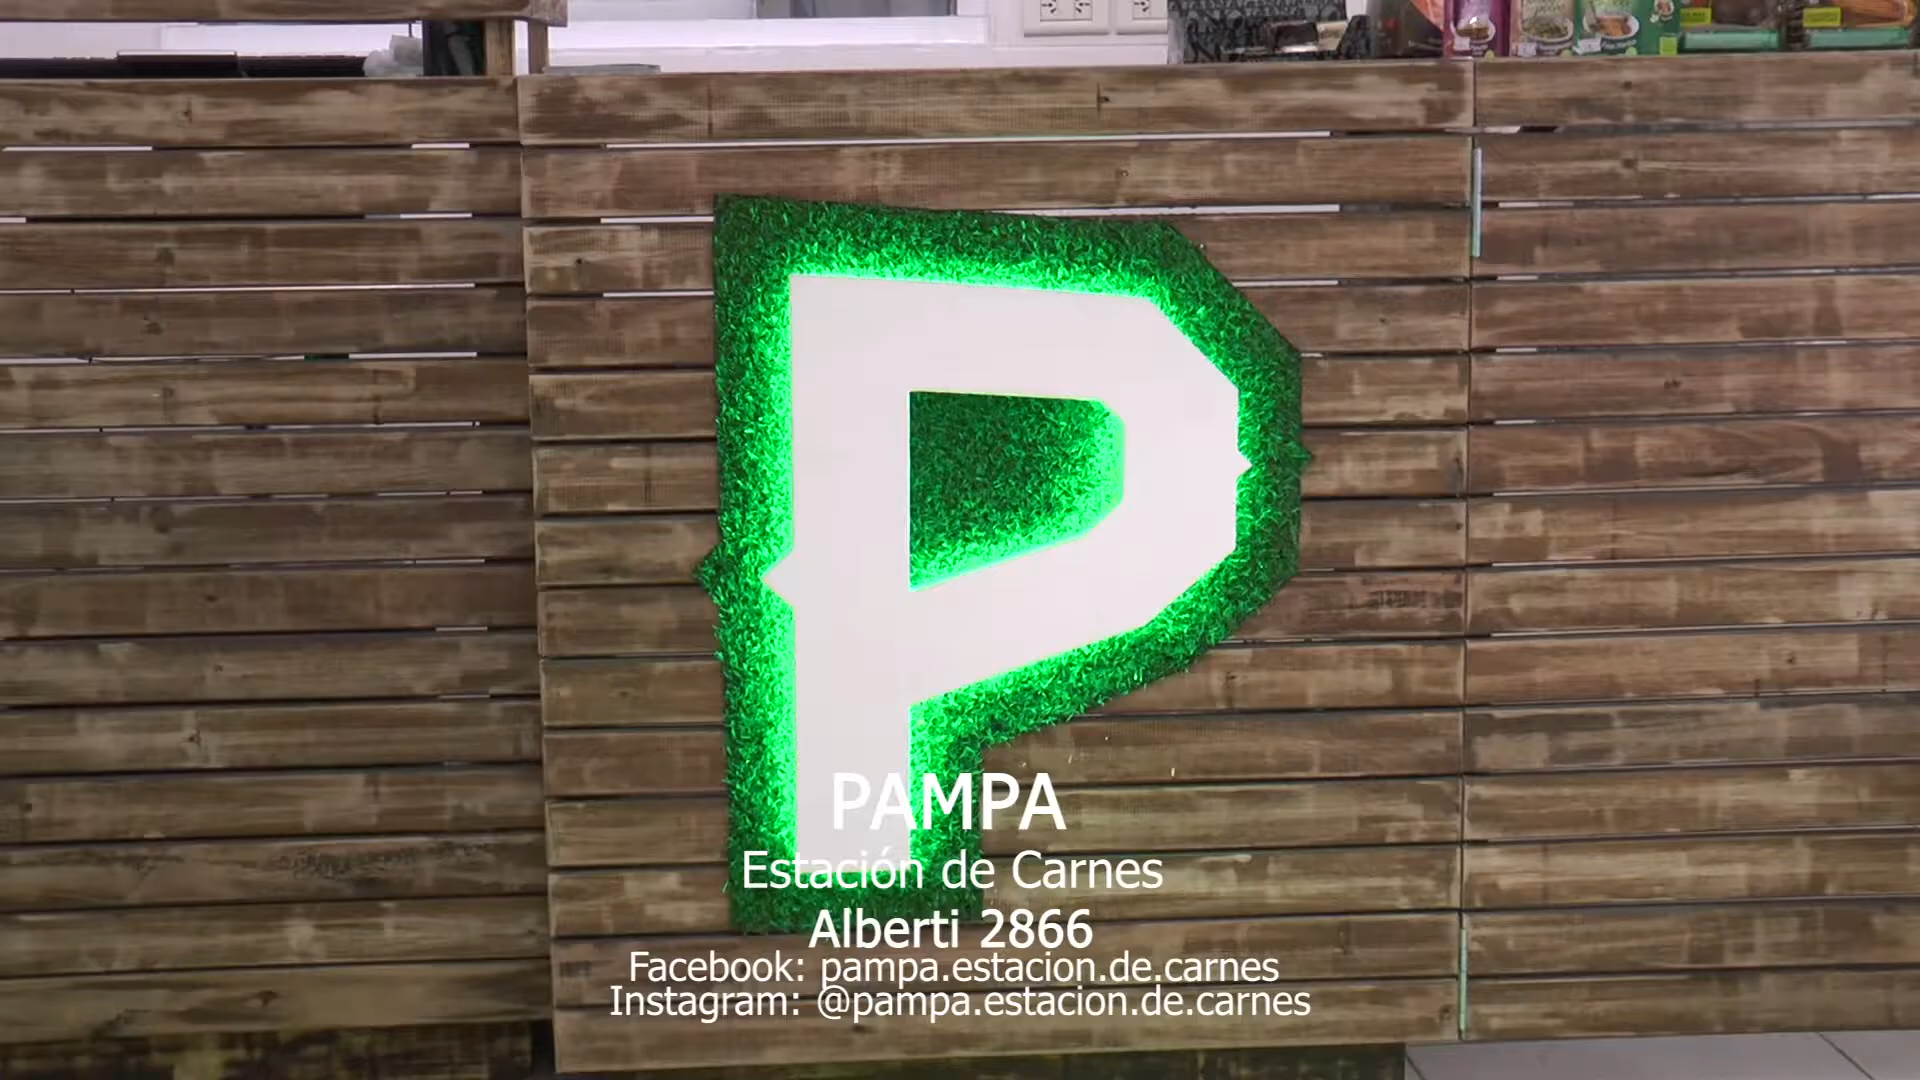 P
PAMPA
Estación de Carnes
Alberti 2866
Facebook: pampa.estacion.de.carnes
Instagram: @pampa.estacion.de.carnes